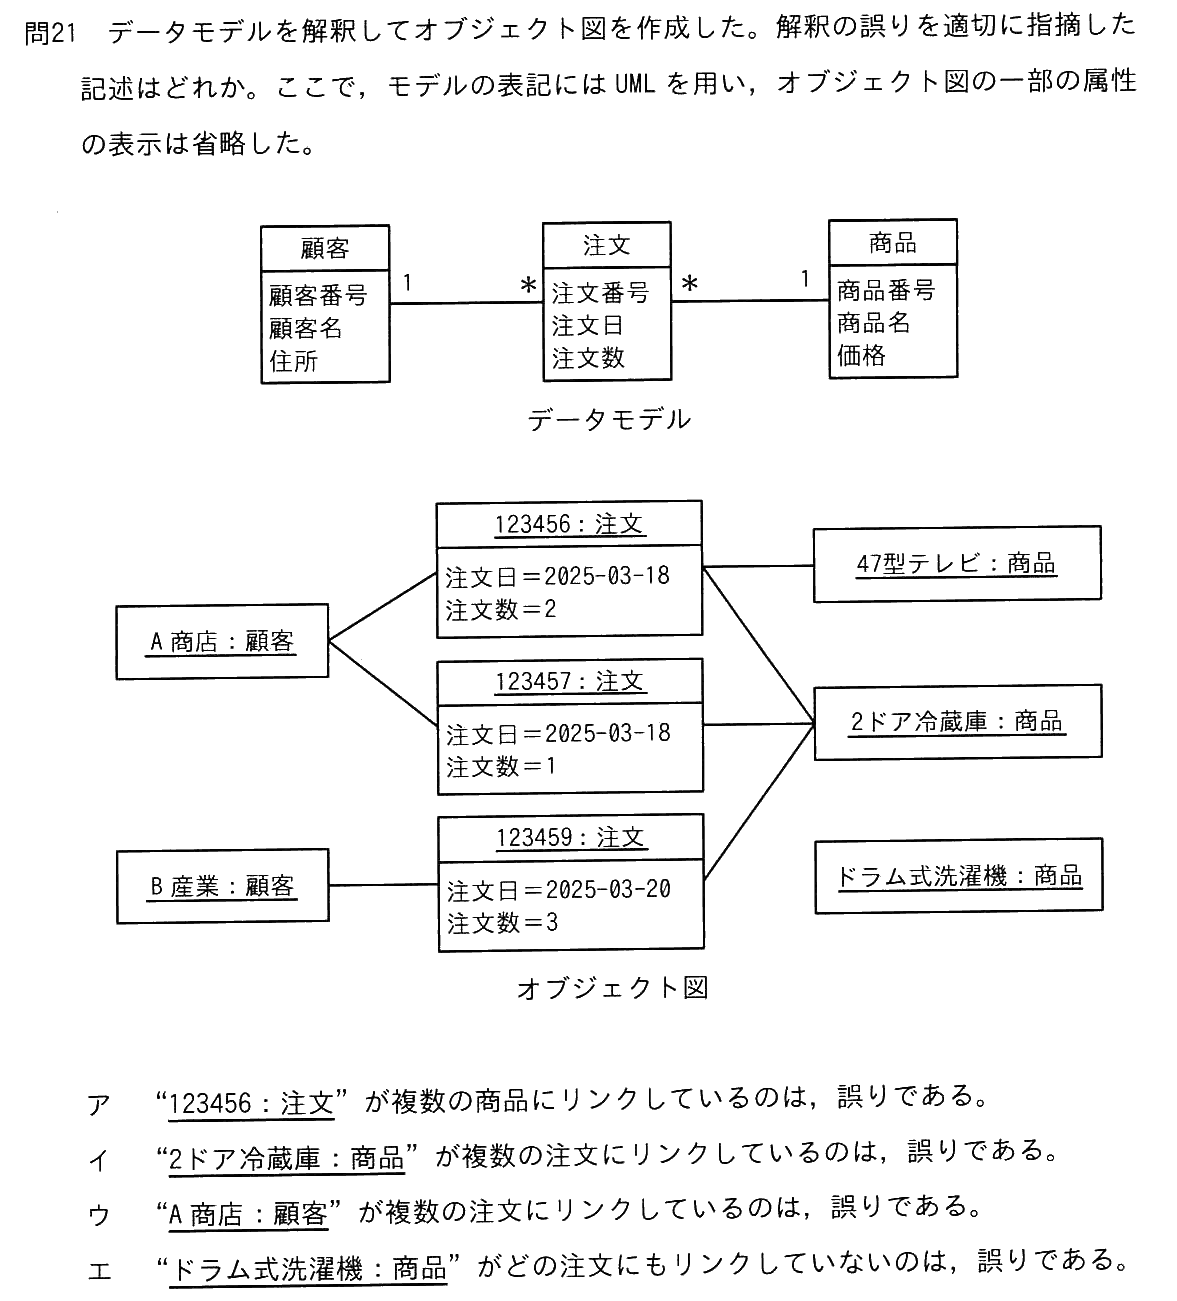 問21 データモデルを解釈してオブジェクト図を作成した。解釈の誤りを適切に指摘した
記述はどれか。ここで，モデルの表記には UML を用い，オブジェクト図の一部の属性
の表示は省略した。
顧客
顧客番号
顧客名
住所
1
*
注文
注文番号
注文日
注文数
*
1
商品
商品番号
商品名
価格
データモデル
A 商店：顧客
B 産業：顧客
123456：注文
注文日＝2025-03-18
注文数＝2
123457：注文
注文日＝2025-03-18
注文数＝1
123459：注文
注文日＝2025-03-20
注文数＝3
47型テレビ：商品
2ドア冷蔵庫：商品
ドラム式洗濯機：商品
オブジェクト図
ア “123456：注文” が複数の商品にリンクしているのは，誤りである。
イ “2ドア冷蔵庫：商品” が複数の注文にリンクしているのは，誤りである。
ウ “A 商店：顧客” が複数の注文にリンクしているのは，誤りである。
エ “ドラム式洗濯機：商品” がどの注文にもリンクしていないのは，誤りである。